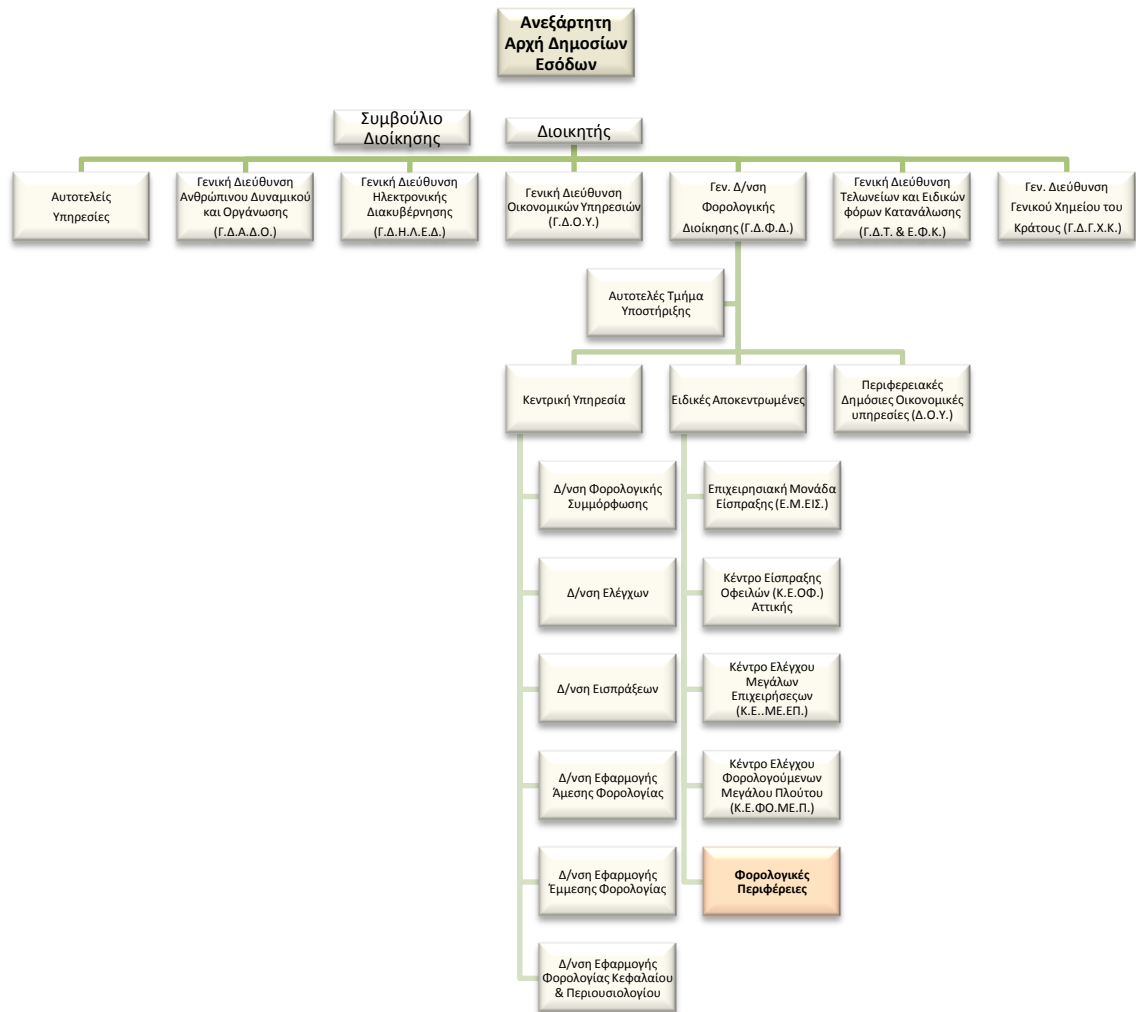 Ανεξάρτητη
Αρχή Δημοσίων
Εσόδων
Συμβούλιο
Διοίκησης
Διοικητής
Αυτοτελείς
Υπηρεσίες
Γενική Διεύθυνση
Ανθρώπινου Δυναμικού
και Οργάνωσης
(Γ.Δ.Α.Δ.Ο.)
Γενική Διεύθυνση
Ηλεκτρονικής
Διακυβέρνησης
(Γ.Δ.Η.Λ.Ε.Δ.)
Γενική Διεύθυνση
Οικονομικών Υπηρεσιών
(Γ.Δ.Ο.Υ.)
Γεν. Δ/νση
Φορολογικής
Διοίκησης (Γ.Δ.Φ.Δ.)
Γενική Διεύθυνση
Τελωνείων και Ειδικών
φόρων Κατανάλωσης
(Γ.Δ.Τ. & Ε.Φ.Κ.)
Γεν. Διεύθυνση
Γενικού Χημείου του
Κράτους (Γ.Δ.Γ.Χ.Κ.)
Αυτοτελές Τμήμα
Υποστήριξης
Κεντρική Υπηρεσία
Ειδικές Αποκεντρωμένες
Περιφερειακές
Δημόσιες Οικονομικές
υπηρεσίες (Δ.Ο.Υ.)
Δ/νση Φορολογικής
Συμμόρφωσης
Δ/νση Ελέγχων
Δ/νση Εισπράξεων
Δ/νση Εφαρμογής
Άμεσης Φορολογίας
Δ/νση Εφαρμογής
Έμμεσης Φορολογίας
Δ/νση Εφαρμογής
Φορολογίας Κεφαλαίου
& Περιουσιολογίου
Επιχειρησιακή Μονάδα
Είσπραξης (Ε.Μ.ΕΙΣ.)
Κέντρο Είσπραξης
Οφειλών (Κ.Ε.ΟΦ.)
Αττικής
Κέντρο Ελέγχου
Μεγάλων
Επιχειρήσεςων
(Κ.Ε..ΜΕ.ΕΠ.)
Κέντρο Ελέγχου
Φορολογούμενων
Μεγάλου Πλούτου
(Κ.Ε.ΦΟ.ΜΕ.Π.)
Φορολογικές
Περιφέρειες